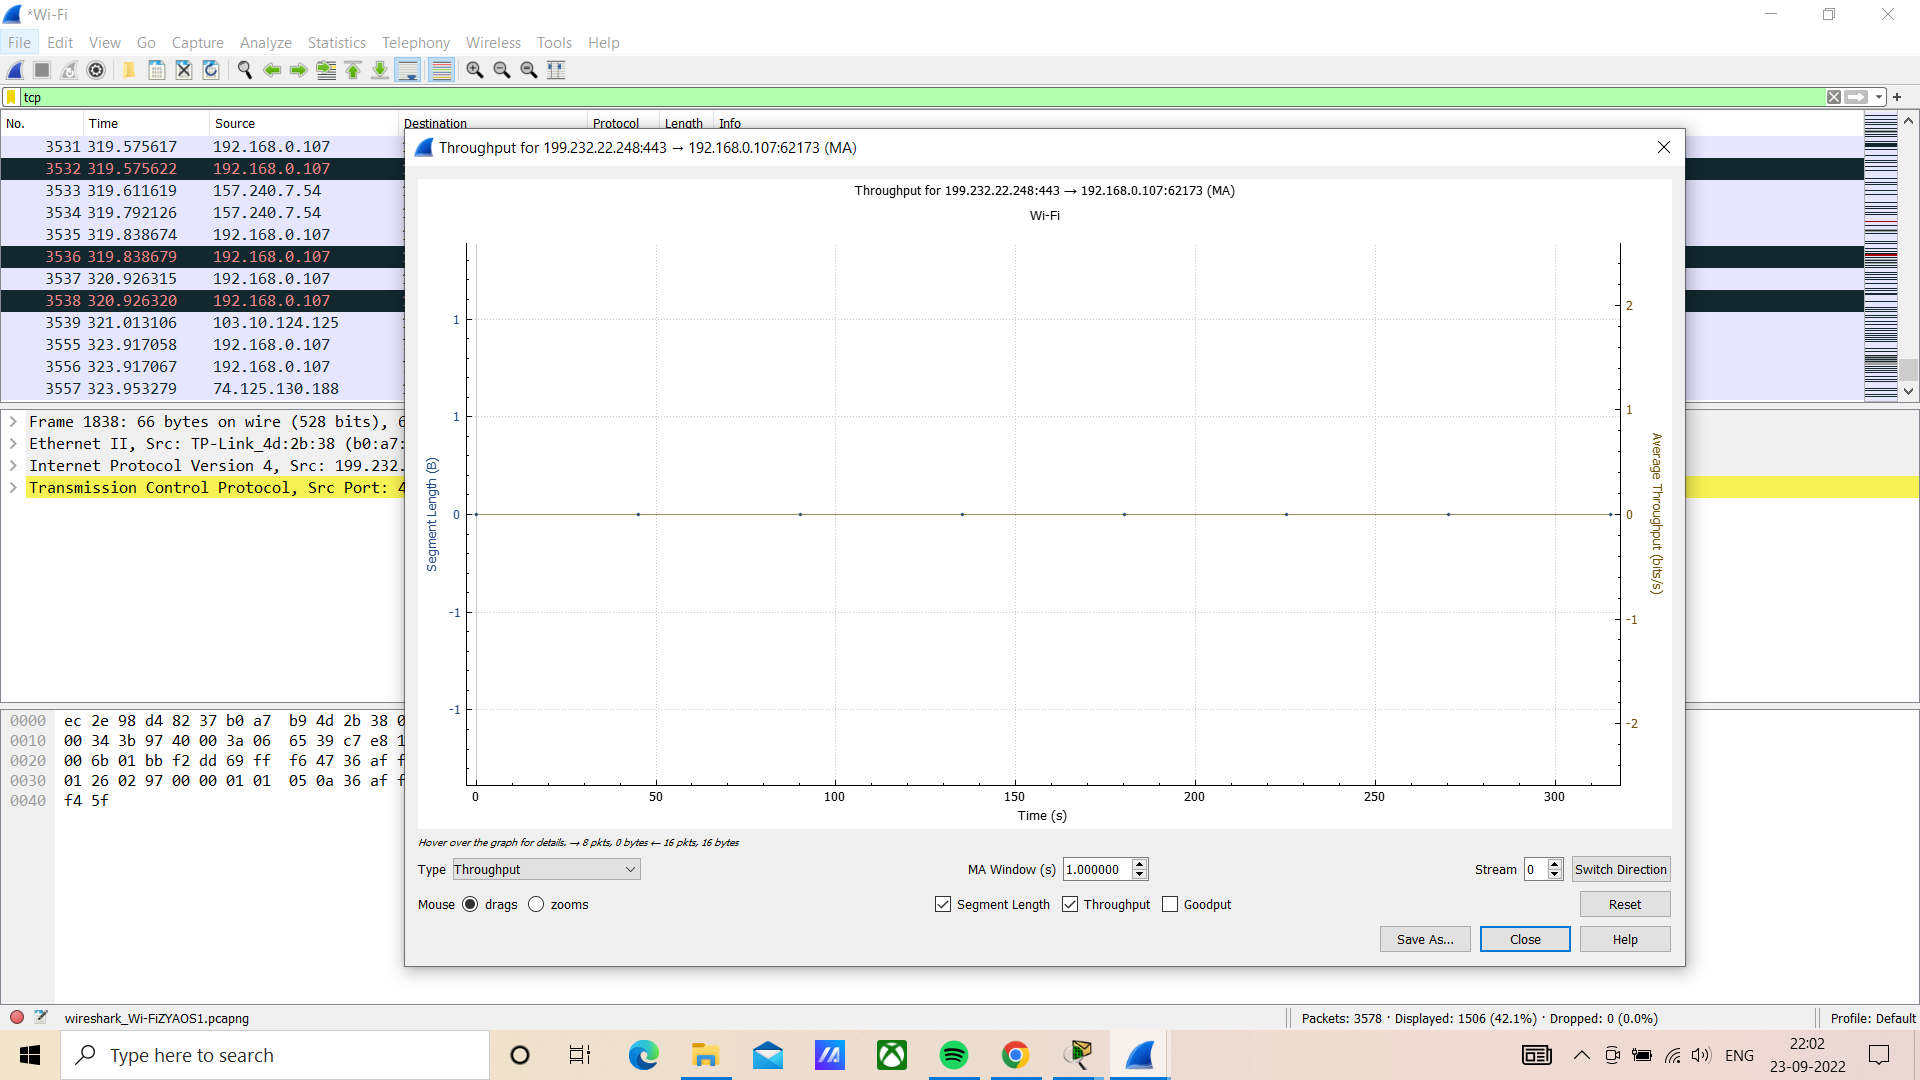 *Wi-Fi
File Edit View Go Capture Analyze Statistics Telephony Wireless Tools Help
tcp
No. Time Source Destination Protocol Length Info
3531 319.575617 192.168.0.107
3532 319.575622 192.168.0.107
3533 319.611619 157.240.7.54
3534 319.792126 157.240.7.54
3535 319.838674 192.168.0.107
3536 319.838679 192.168.0.107
3537 320.926315 192.168.0.107
3538 320.926320 192.168.0.107
3539 321.013106 103.10.124.125
3555 323.917058 192.168.0.107
3556 323.917067 192.168.0.107
3557 323.953279 74.125.130.188
Frame 1838: 66 bytes on wire (528 bits), 6
Ethernet II, Src: TP-Link_4d:2b:38 (b0:a7:
Internet Protocol Version 4, Src: 199.232.
Transmission Control Protocol, Src Port: 4
0000 ec 2e 98 d4 82 37 b0 a7 b9 4d 2b 38 0
0010 00 34 3b 97 40 00 3a 06 65 39 c7 e8 1
0020 00 6b 01 bb f2 dd 69 ff f6 47 36 af f
0030 01 26 02 97 00 00 01 01 05 0a 36 af f
0040 f4 5f
Throughput for 199.232.22.248:443 → 192.168.0.107:62173 (MA)
Throughput for 199.232.22.248:443 → 192.168.0.107:62173 (MA)
Wi-Fi
Segment Length (B)
1
1
0
-1
-1
2
1
0
-1
-2
Average Throughput (bits/s)
0 50 100 150 200 250 300
Time (s)
Hover over the graph for details. → 8 pkts, 0 bytes ← 16 pkts, 16 bytes
Type Throughput MA Window (s) 1.000000 Stream 0 Switch Direction
Mouse drags zooms Segment Length Throughput Goodput Reset
Save As... Close Help
wireshark_Wi-FiZYAOS1.pcapng Packets: 3578 · Displayed: 1506 (42.1%) · Dropped: 0 (0.0%) Profile: Default
Type here to search
ENG
22:02
23-09-2022